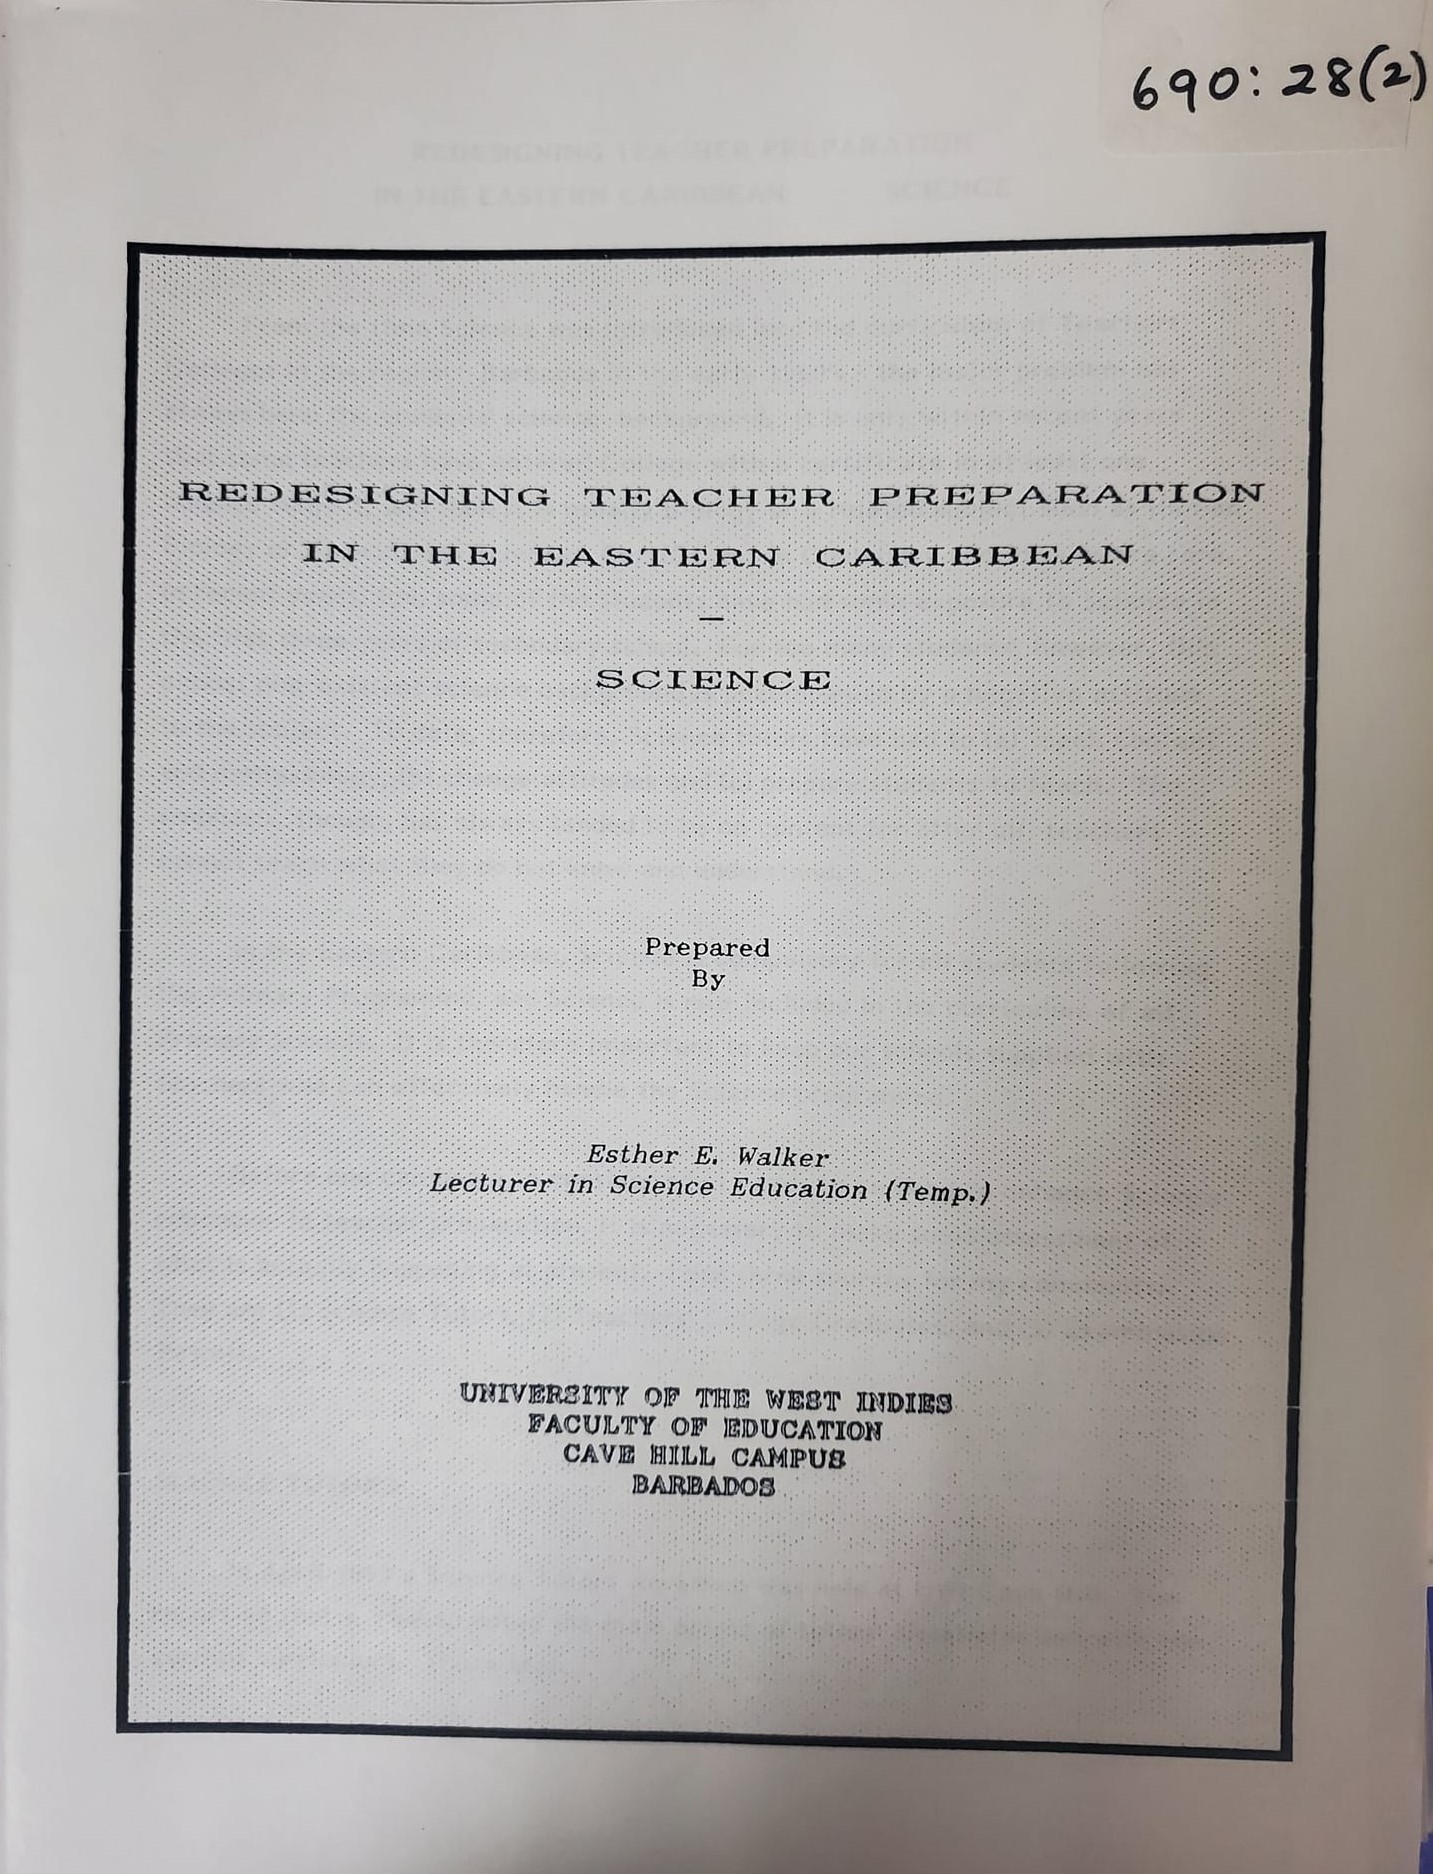 690: 28(2)
REDESIGNING TEACHER PREPARATION
IN THE EASTERN CARIBBEAN
—
SCIENCE
Prepared
By
Esther E. Walker
Lecturer in Science Education (Temp.)
UNIVERSITY OF THE WEST INDIES
FACULTY OF EDUCATION
CAVE HILL CAMPUS
BARBADOS